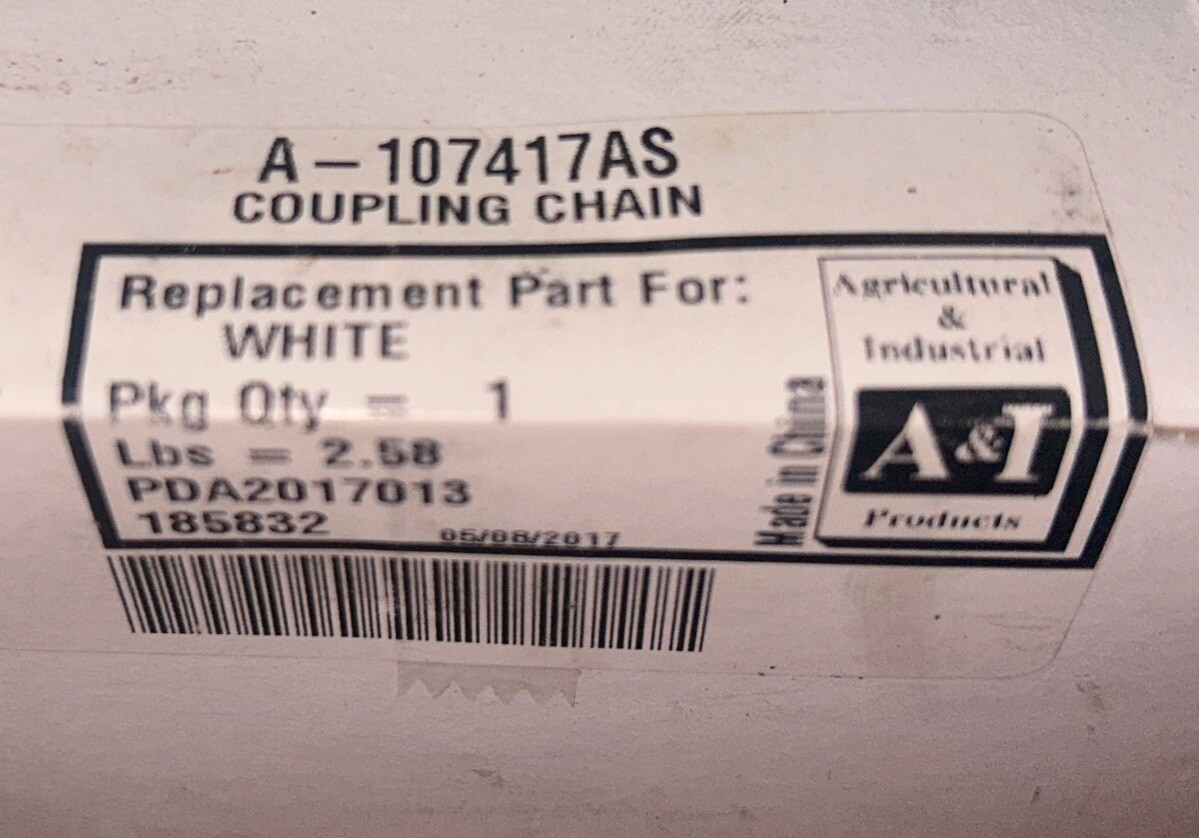 A-107417AS
COUPLING CHAIN
Replacement Part For:
WHITE
Pkg Qty = 1
Lbs = 2.58
PDA2017013
185832
05/08/2017
Made in China
Agricultural
&
Industrial
A&I
Products